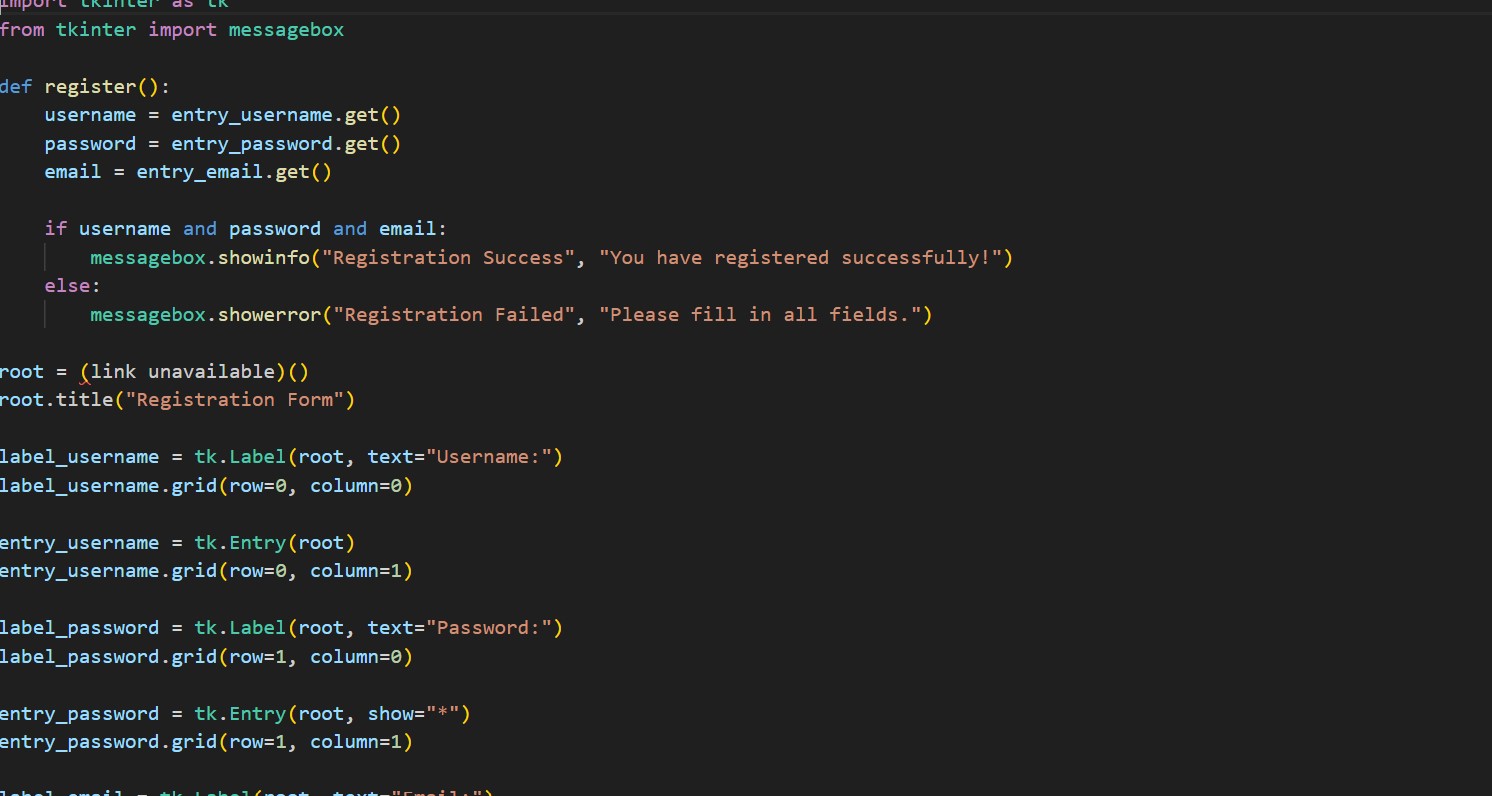 import tkinter as tk
from tkinter import messagebox
def register():
    username = entry_username.get()
    password = entry_password.get()
    email = entry_email.get()
    if username and password and email:
        messagebox.showinfo("Registration Success", "You have registered successfully!")
    else:
        messagebox.showerror("Registration Failed", "Please fill in all fields.")
root = (link unavailable)()
root.title("Registration Form")
label_username = tk.Label(root, text="Username:")
label_username.grid(row=0, column=0)
entry_username = tk.Entry(root)
entry_username.grid(row=0, column=1)
label_password = tk.Label(root, text="Password:")
label_password.grid(row=1, column=0)
entry_password = tk.Entry(root, show="*")
entry_password.grid(row=1, column=1)
label_email = tk.Label(root, text="Email:")